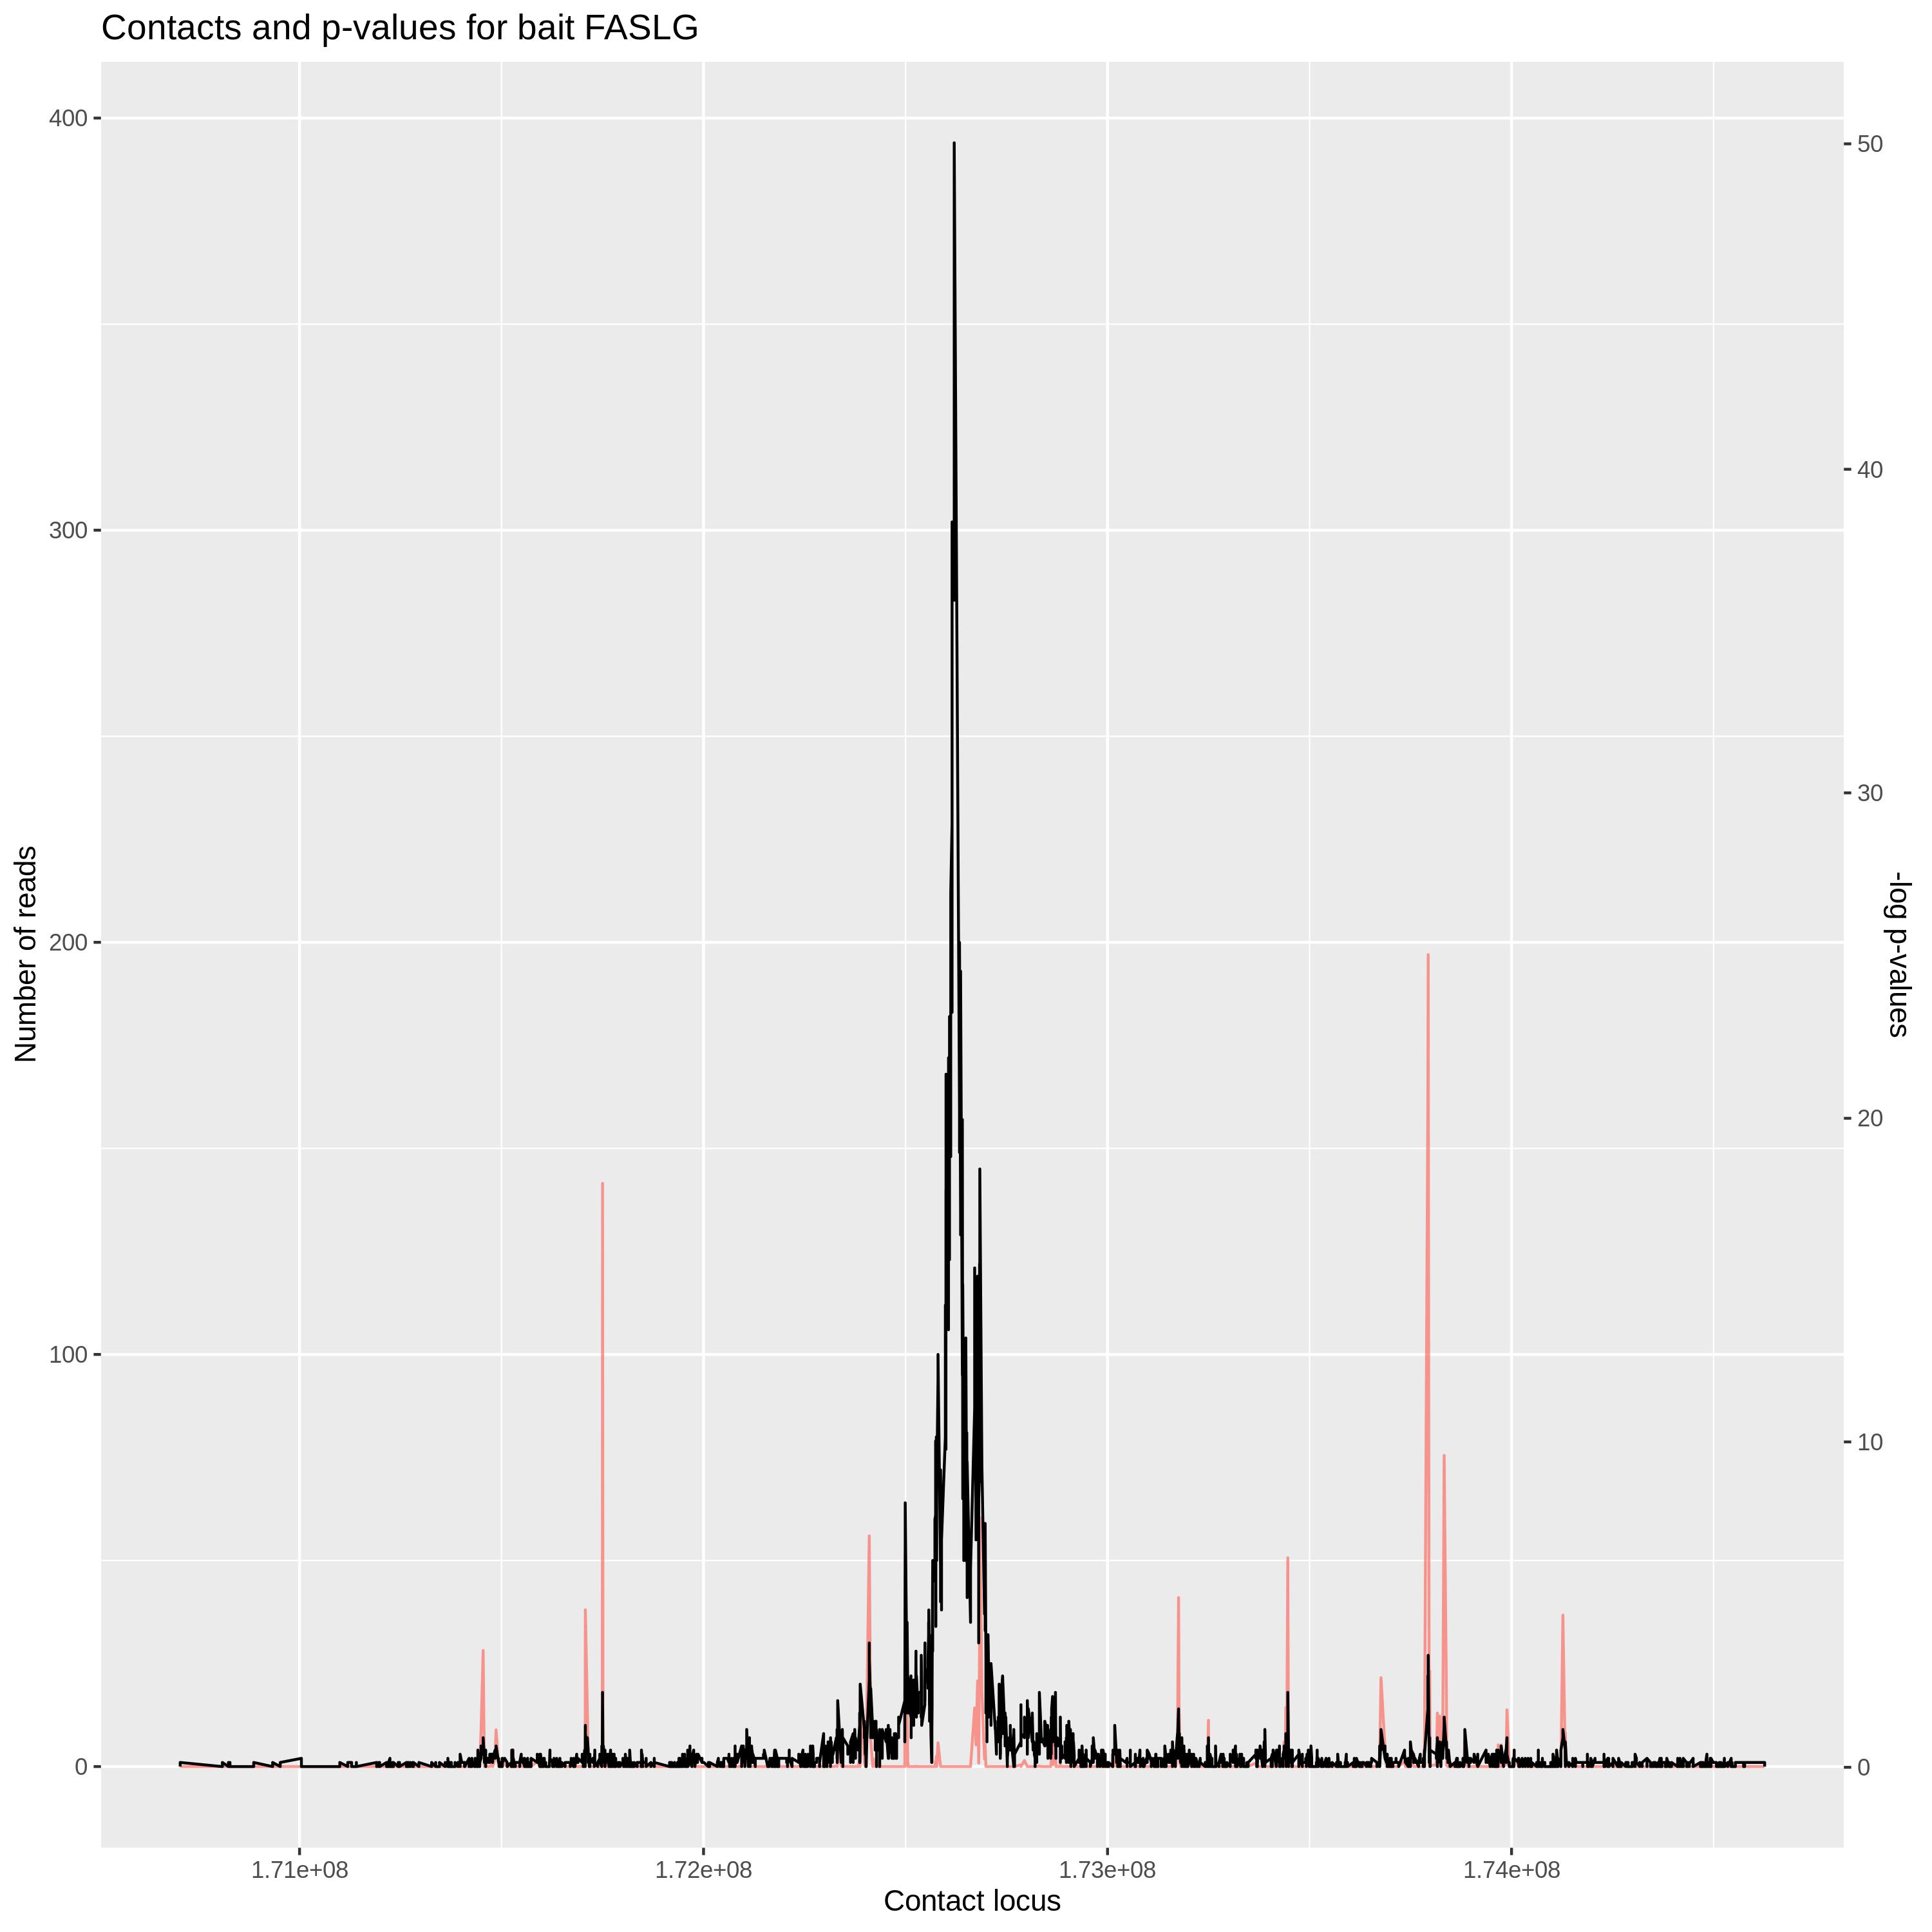 Contacts and p-values for bait FASLG
400
300
200
100
0
Number of reads
50
40
30
20
10
0
-log p-values
1.71e+08
1.72e+08
1.73e+08
1.74e+08
Contact locus